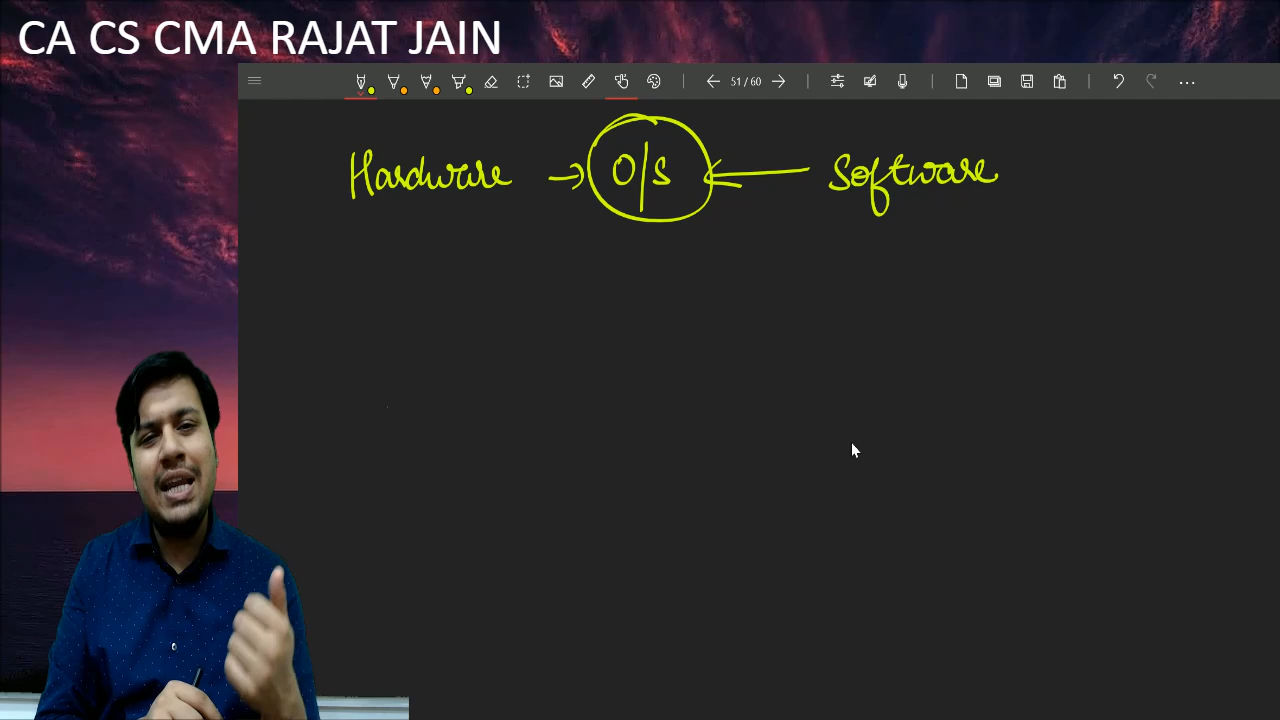 CA CS CMA RAJAT JAIN
51 / 60
Hardware → O/S ← Software